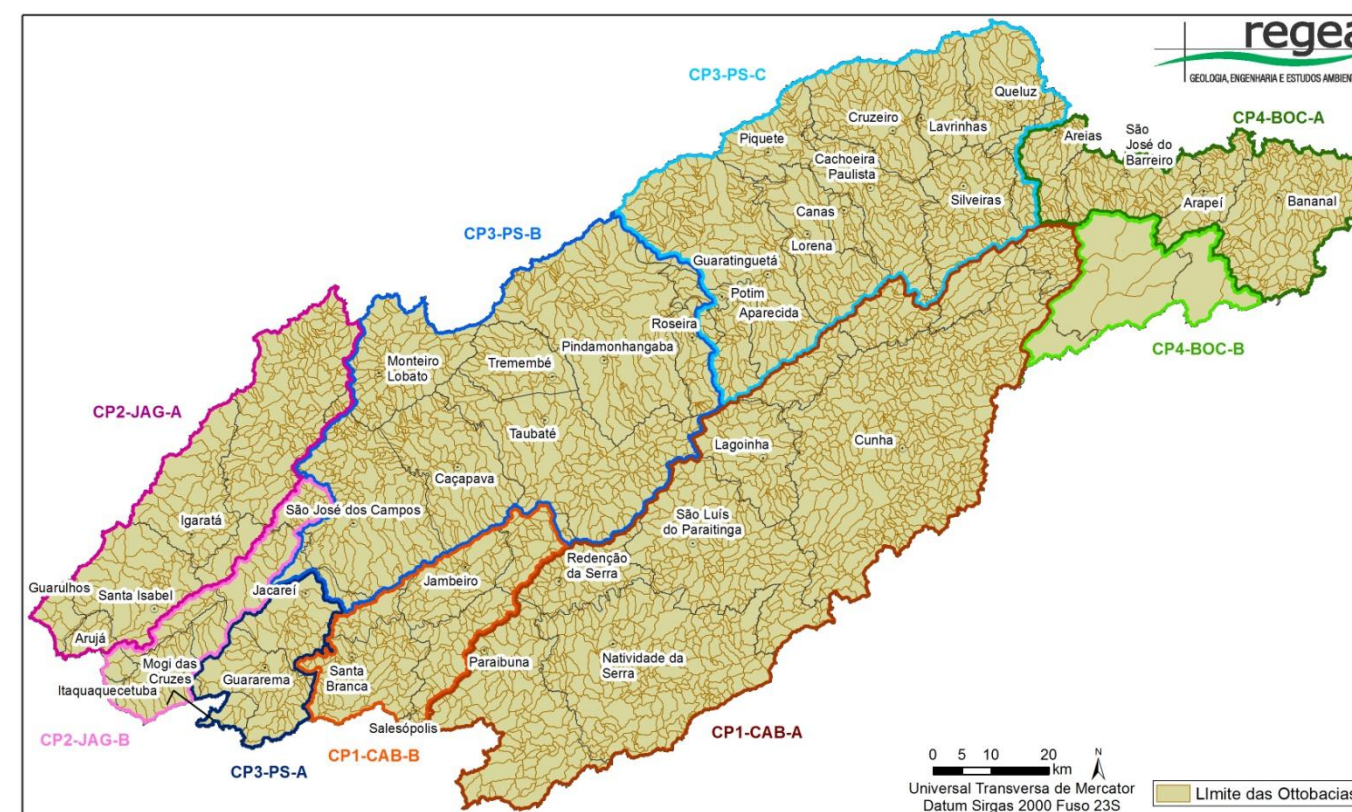 regea
GEOLOGIA, ENGENHARIA E ESTUDOS AMBIENT
CP3-PS-C
Queluz
Cruzeiro
Lavrinhas
Piquete
Cachoeira
Paulista
Silveiras
Canas
Lorena
Guaratinguetá
Potim
Aparecida
CP4-BOC-A
Areias
São
José do
Barreiro
Arapeí
Bananal
CP4-BOC-B
CP3-PS-B
Roseira
Pindamonhangaba
Tremembé
Monteiro
Lobato
Taubaté
Caçapava
São José dos Campos
CP2-JAG-A
Igaratá
Guarulhos
Santa Isabel
Arujá
Jacareí
Mogi das
Cruzes
Itaquaquecetuba
Guararema
CP2-JAG-B
CP3-PS-A
Jambeiro
Santa
Branca
Paraibuna
Salesópolis
CP1-CAB-B
Lagoinha
Cunha
São Luís
do Paraitinga
Redenção
da Serra
Natividade da
Serra
CP1-CAB-A
0 5 10 20
km
N
Universal Transversa de Mercator
Datum Sirgas 2000 Fuso 23S
LImite das Ottobacias